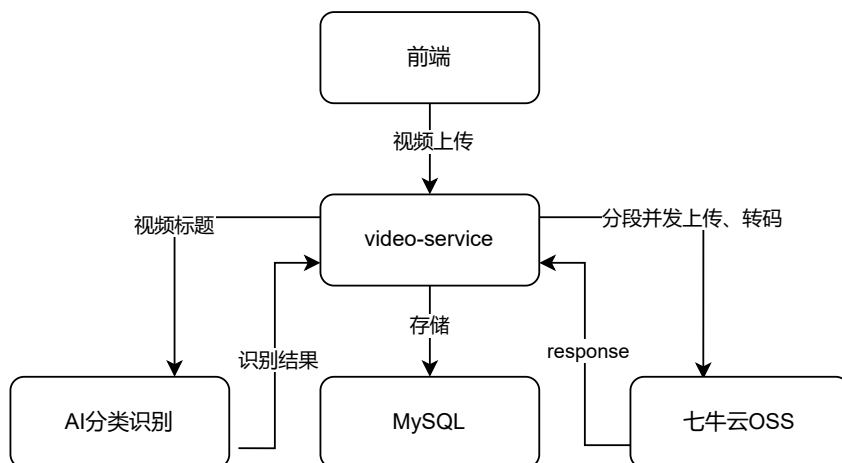 前端
视频上传
视频标题
分段并发上传、转码
video-service
存储
识别结果
response
AI分类识别
MySQL
七牛云OSS